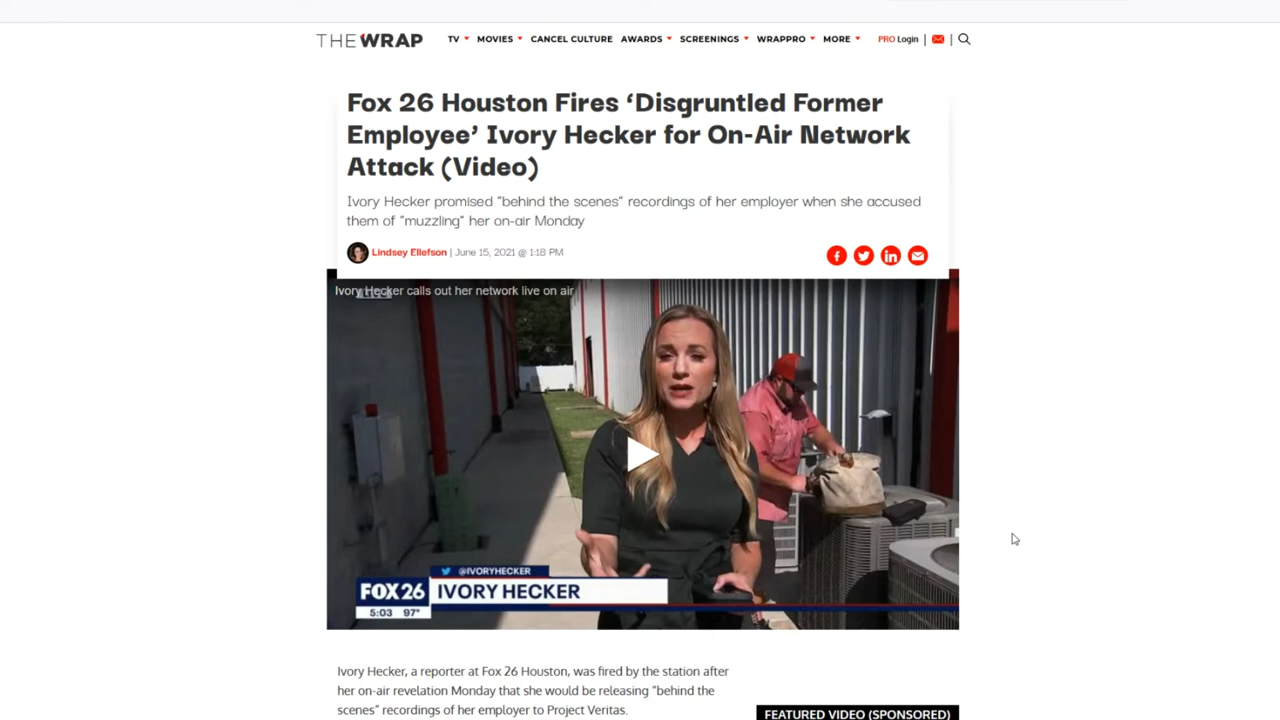 THE WRAP
TV MOVIES CANCEL CULTURE AWARDS SCREENINGS WRAPPRO MORE PRO Login
Fox 26 Houston Fires ‘Disgruntled Former
Employee’ Ivory Hecker for On-Air Network
Attack (Video)
Ivory Hecker promised “behind the scenes” recordings of her employer when she accused
them of “muzzling” her on-air Monday
Lindsey Ellefson | June 15, 2021 @ 1:18 PM
Ivory Hecker calls out her network live on air
@IVORYHECKER
FOX 26 IVORY HECKER
5:03 97°
Ivory Hecker, a reporter at Fox 26 Houston, was fired by the station after
her on-air revelation Monday that she would be releasing “behind the
scenes” recordings of her employer to Project Veritas.
FEATURED VIDEO (SPONSORED)